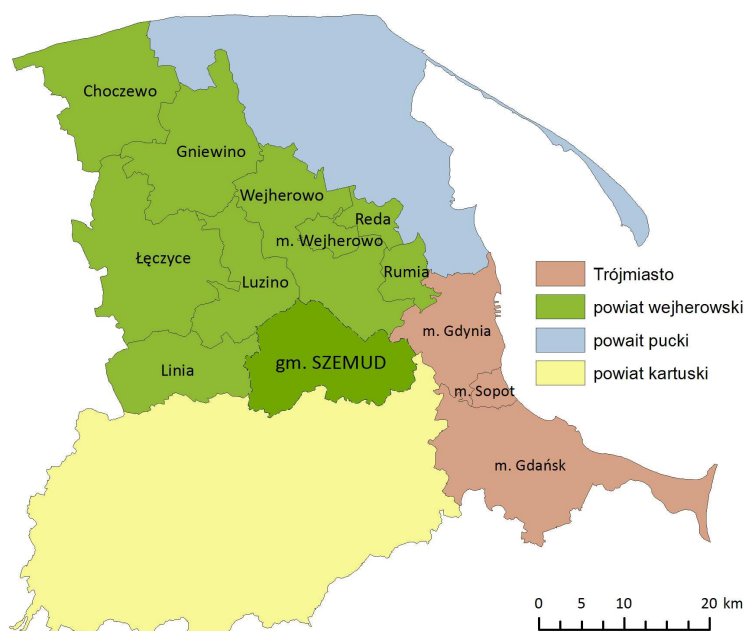 Choczewo
Gniewino
Wejherowo
Reda
m. Wejherowo
Łęczyce
Rumia
Luzino
Trójmiasto
powiat wejherowski
powait pucki
powiat kartuski
m. Gdynia
gm. SZEMUD
Linia
m. Sopot
m. Gdańsk
0 5 10 20 km